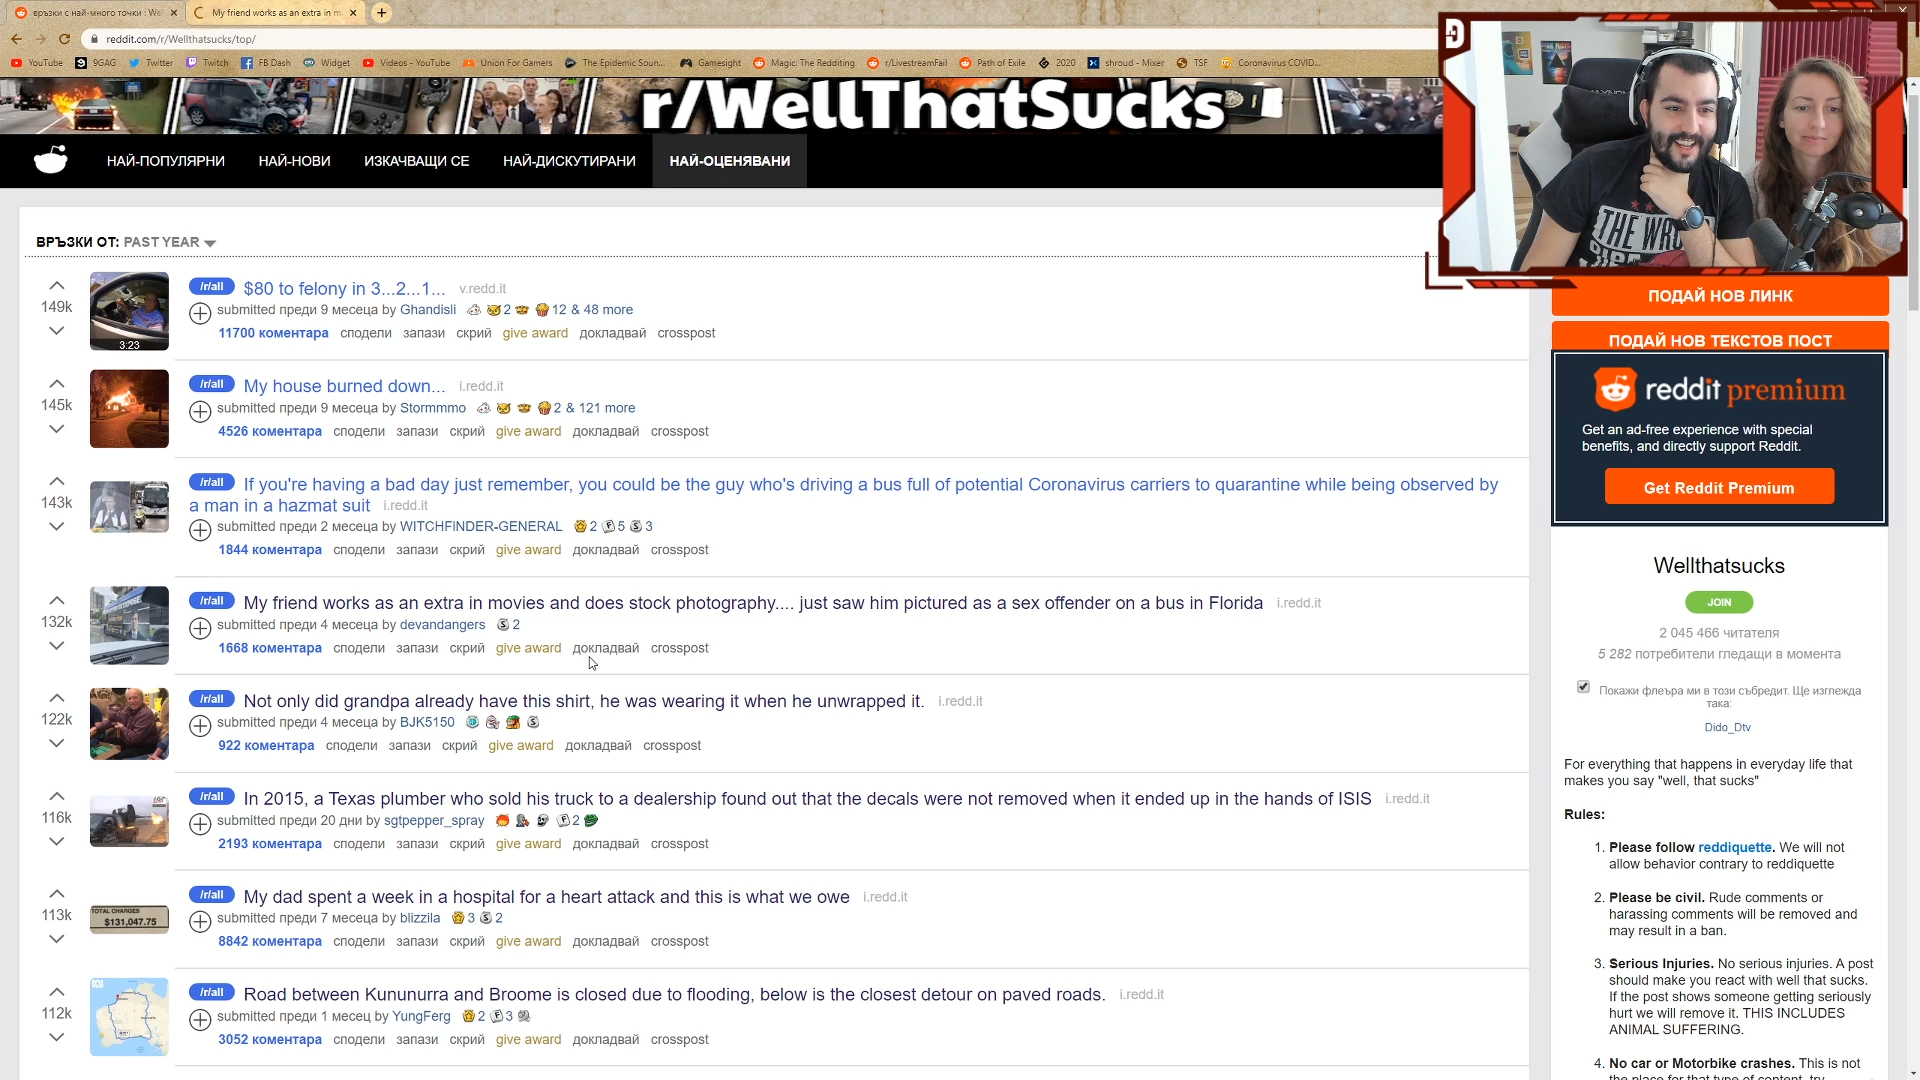 връзки с най-много точки : We
My friend works as an extra in m
reddit.com/r/Wellthatsucks/top/
YouTube
9GAG
Twitter
Twitch
FB Dash
Widget
Videos - YouTube
Union For Gamers
The Epidemic Soun...
Gamesight
Magic: The Redditing
r/LivestreamFail
Path of Exile
2020
shroud - Mixer
TSF
Coronavirus COVID...
r/WellThatSucks
НАЙ-ПОПУЛЯРНИ
НАЙ-НОВИ
ИЗКАЧВАЩИ СЕ
НАЙ-ДИСКУТИРАНИ
НАЙ-ОЦЕНЯВАНИ
ВРЪЗКИ ОТ: PAST YEAR
149k
3:23
/r/all $80 to felony in 3...2...1... v.redd.it
submitted преди 9 месеца by Ghandisli 2 12 & 48 more
11700 коментара сподели запази скрий give award докладвай crosspost
145k
/r/all My house burned down... i.redd.it
submitted преди 9 месеца by Stormmmo 2 & 121 more
4526 коментара сподели запази скрий give award докладвай crosspost
143k
/r/all If you're having a bad day just remember, you could be the guy who's driving a bus full of potential Coronavirus carriers to quarantine while being observed by
a man in a hazmat suit i.redd.it
submitted преди 2 месеца by WITCHFINDER-GENERAL 2 5 3
1844 коментара сподели запази скрий give award докладвай crosspost
132k
/r/all My friend works as an extra in movies and does stock photography.... just saw him pictured as a sex offender on a bus in Florida i.redd.it
submitted преди 4 месеца by devandangers 2
1668 коментара сподели запази скрий give award докладвай crosspost
122k
/r/all Not only did grandpa already have this shirt, he was wearing it when he unwrapped it. i.redd.it
submitted преди 4 месеца by BJK5150
922 коментара сподели запази скрий give award докладвай crosspost
116k
/r/all In 2015, a Texas plumber who sold his truck to a dealership found out that the decals were not removed when it ended up in the hands of ISIS i.redd.it
submitted преди 20 дни by sgtpepper_spray 2
2193 коментара сподели запази скрий give award докладвай crosspost
113k
TOTAL CHARGES
$131,047.75
/r/all My dad spent a week in a hospital for a heart attack and this is what we owe i.redd.it
submitted преди 7 месеца by blizzila 3 2
8842 коментара сподели запази скрий give award докладвай crosspost
112k
/r/all Road between Kununurra and Broome is closed due to flooding, below is the closest detour on paved roads. i.redd.it
submitted преди 1 месец by YungFerg 2 3
3052 коментара сподели запази скрий give award докладвай crosspost
THE
ПОДАЙ НОВ ЛИНК
ПОДАЙ НОВ ТЕКСТОВ ПОСТ
reddit premium
Get an ad-free experience with special
benefits, and directly support Reddit.
Get Reddit Premium
Wellthatsucks
JOIN
2 045 466 читателя
5 282 потребители гледащи в момента
Покажи флеъра ми в този събредит. Ще изглежда
така:
Dido_Dtv
For everything that happens in everyday life that
makes you say "well, that sucks"
Rules:
1. Please follow reddiquette. We will not
allow behavior contrary to reddiquette
2. Please be civil. Rude comments or
harassing comments will be removed and
may result in a ban.
3. Serious Injuries. No serious injuries. A post
should make you react with well that sucks.
If the post shows someone getting seriously
hurt we will remove it. THIS INCLUDES
ANIMAL SUFFERING.
4. No car or Motorbike crashes. This is not
the place for that type of content, try